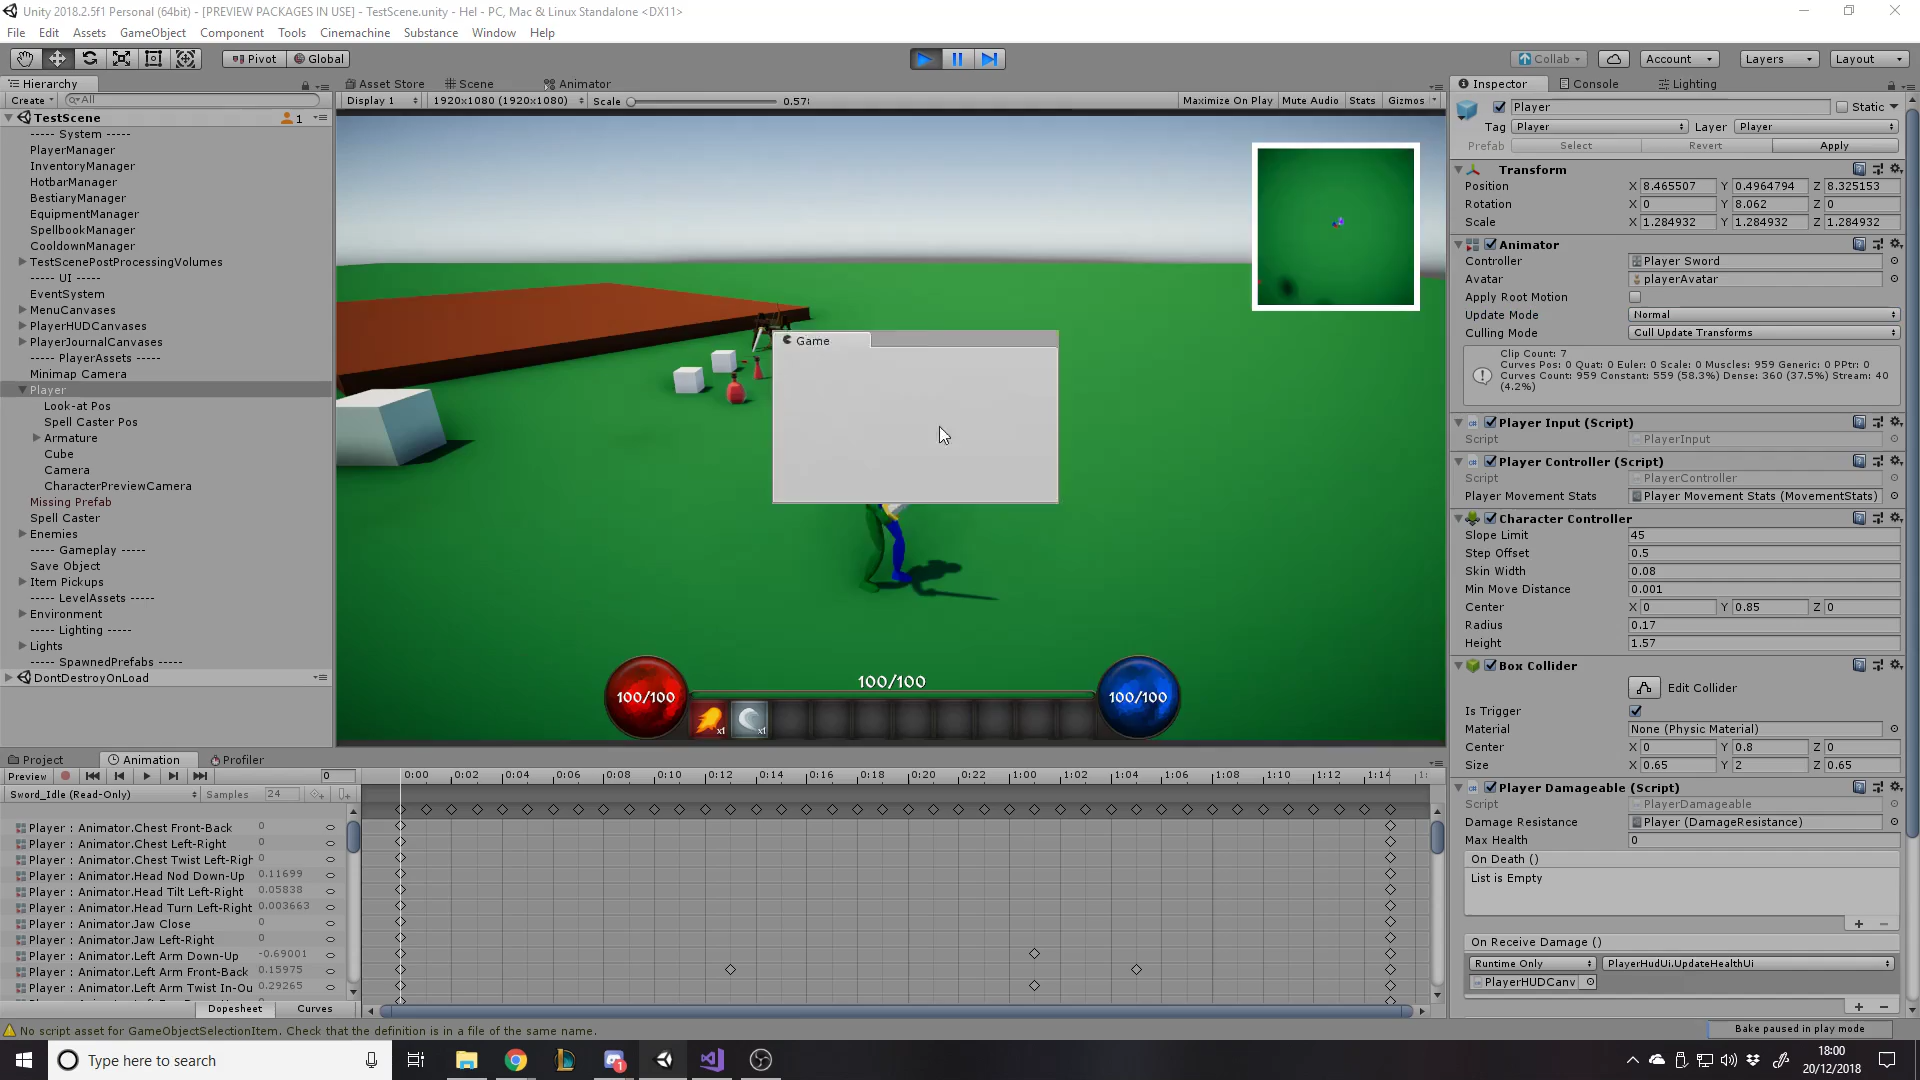 Unity 2018.2.5f1 Personal (64bit) - [PREVIEW PACKAGES IN USE] - TestScene.unity - Hel - PC, Mac & Linux Standalone <DX11>
File Edit Assets GameObject Component Tools Cinemachine Substance Window Help
Pivot Global Collab Account Layers Layout
Hierarchy
Create All
TestScene 1
----- System -----
PlayerManager
InventoryManager
HotbarManager
BestiaryManager
EquipmentManager
SpellbookManager
CooldownManager
TestScenePostProcessingVolumes
----- UI -----
EventSystem
MenuCanvases
PlayerHUDCanvases
PlayerJournalCanvases
----- PlayerAssets -----
Minimap Camera
Player
Look-at Pos
Spell Caster Pos
Armature
Cube
Camera
CharacterPreviewCamera
Missing Prefab
Spell Caster
Enemies
----- Gameplay -----
Save Object
Item Pickups
----- LevelAssets -----
Environment
----- Lighting -----
Lights
----- SpawnedPrefabs -----
DontDestroyOnLoad
Asset Store Scene Animator
Display 1 1920x1080 (1920x1080) Scale 0.57: Maximize On Play Mute Audio Stats Gizmos
Game
100/100
100/100
100/100
x1 x1
Inspector Console Lighting
Player Static
Tag Player Layer Player
Prefab Select Revert Apply
Transform
Position X 8.465507 Y 0.4964794 Z 8.325153
Rotation X 0 Y 8.062 Z 0
Scale X 1.284932 Y 1.284932 Z 1.284932
Animator
Controller Player Sword
Avatar playerAvatar
Apply Root Motion
Update Mode Normal
Culling Mode Cull Update Transforms
Clip Count: 7
Curves Pos: 0 Quat: 0 Euler: 0 Scale: 0 Muscles: 959 Generic: 0 PPtr: 0
Curves Count: 959 Constant: 559 (58.3%) Dense: 360 (37.5%) Stream: 40
(4.2%)
Player Input (Script)
Script PlayerInput
Player Controller (Script)
Script PlayerController
Player Movement Stats Player Movement Stats (MovementStats)
Character Controller
Slope Limit 45
Step Offset 0.5
Skin Width 0.08
Min Move Distance 0.001
Center X 0 Y 0.85 Z 0
Radius 0.17
Height 1.57
Box Collider
Edit Collider
Is Trigger
Material None (Physic Material)
Center X 0 Y 0.8 Z 0
Size X 0.65 Y 2 Z 0.65
Player Damageable (Script)
Script PlayerDamageable
Damage Resistance Player (DamageResistance)
Max Health 0
On Death ()
List is Empty
On Receive Damage ()
Runtime Only PlayerHudUi.UpdateHealthUi
PlayerHUDCanv
Project Animation Profiler
Preview 0
Sword_Idle (Read-Only) Samples 24
0:00 0:02 0:04 0:06 0:08 0:10 0:12 0:14 0:16 0:18 0:20 0:22 1:00 1:02 1:04 1:06 1:08 1:10 1:12 1:14
Player : Animator.Chest Front-Back 0
Player : Animator.Chest Left-Right 0
Player : Animator.Chest Twist Left-Righ 0
Player : Animator.Head Nod Down-Up 0.11699
Player : Animator.Head Tilt Left-Right 0.05838
Player : Animator.Head Turn Left-Right 0.003663
Player : Animator.Jaw Close 0
Player : Animator.Jaw Left-Right 0
Player : Animator.Left Arm Down-Up -0.69001
Player : Animator.Left Arm Front-Back 0.15975
Player : Animator.Left Arm Twist In-Ou 0.29265
Dopesheet Curves
No script asset for GameObjectSelectionItem. Check that the definition is in a file of the same name.
Bake paused in play mode
Type here to search
1
18:00
20/12/2018